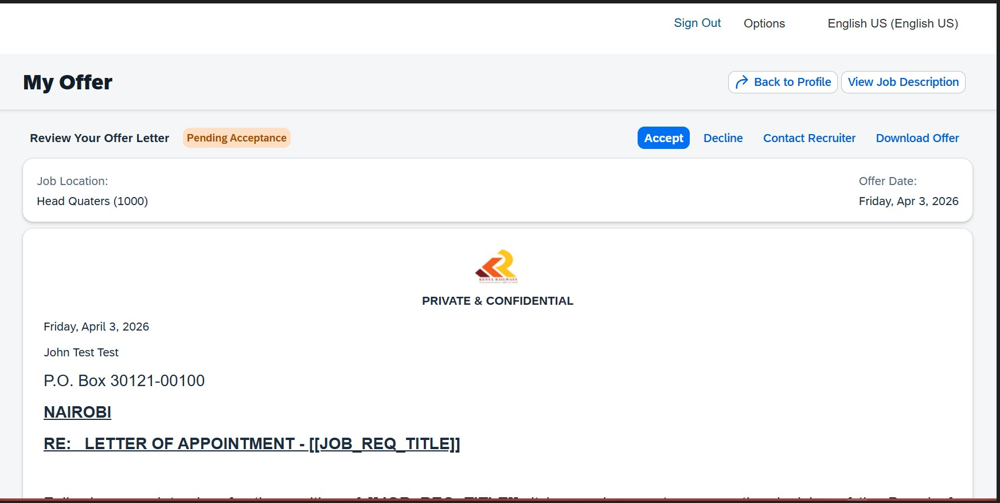 Sign Out Options English US (English US)
My Offer
Back to Profile View Job Description
Review Your Offer Letter Pending Acceptance Accept Decline Contact Recruiter Download Offer
Job Location: Offer Date:
Head Quaters (1000) Friday, Apr 3, 2026
KENYA RAILWAYS
PRIVATE & CONFIDENTIAL
Friday, April 3, 2026
John Test Test
P.O. Box 30121-00100
NAIROBI
RE: LETTER OF APPOINTMENT - [[JOB_REQ_TITLE]]